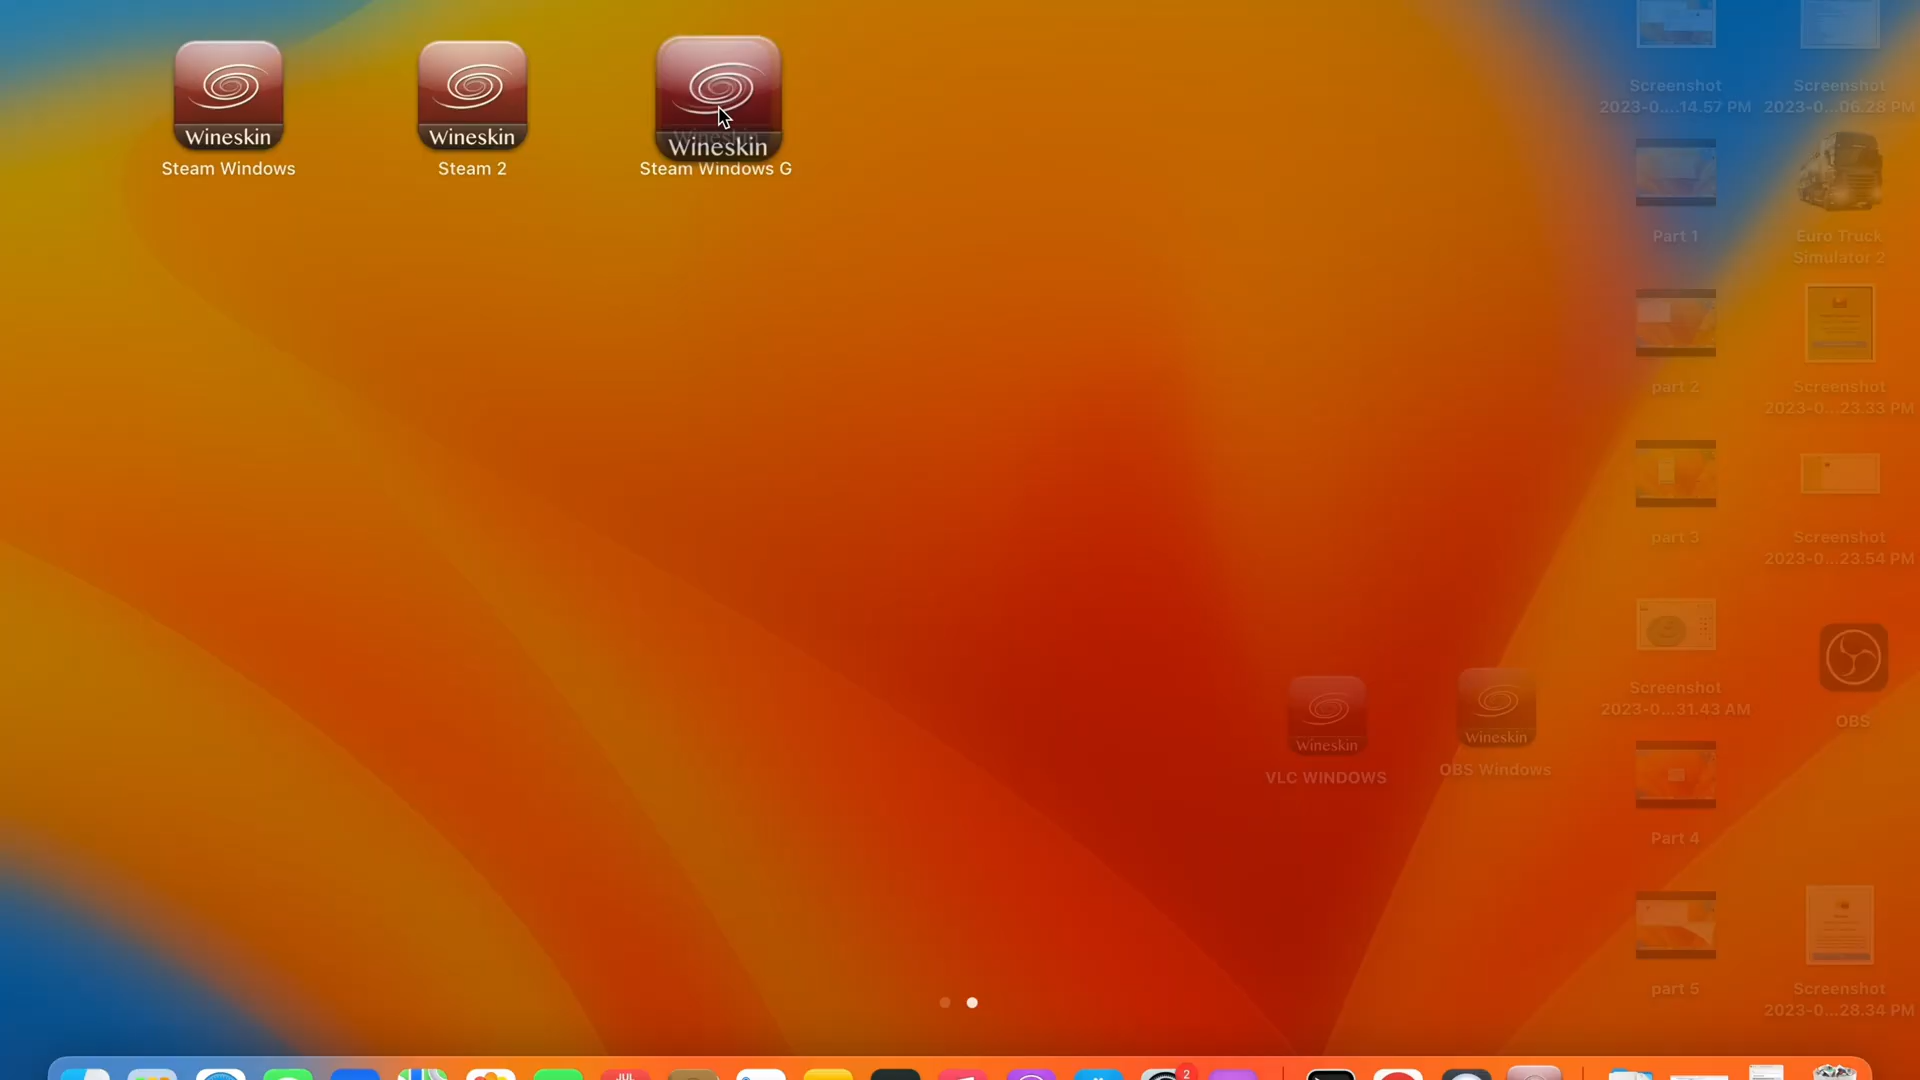 Wineskin
Steam Windows
Wineskin
Steam 2
Wineskin
Steam Windows G
Screenshot
2023-0....14.57 PM
Screenshot
2023-0...06.28 PM
Part 1
Euro Truck
Simulator 2
part 2
Screenshot
2023-0...23.33 PM
part 3
Screenshot
2023-0...23.54 PM
Screenshot
2023-0...31.43 AM
OBS
Wineskin
VLC WINDOWS
Wineskin
OBS Windows
Part 4
part 5
Screenshot
2023-0...28.34 PM
JUL
2